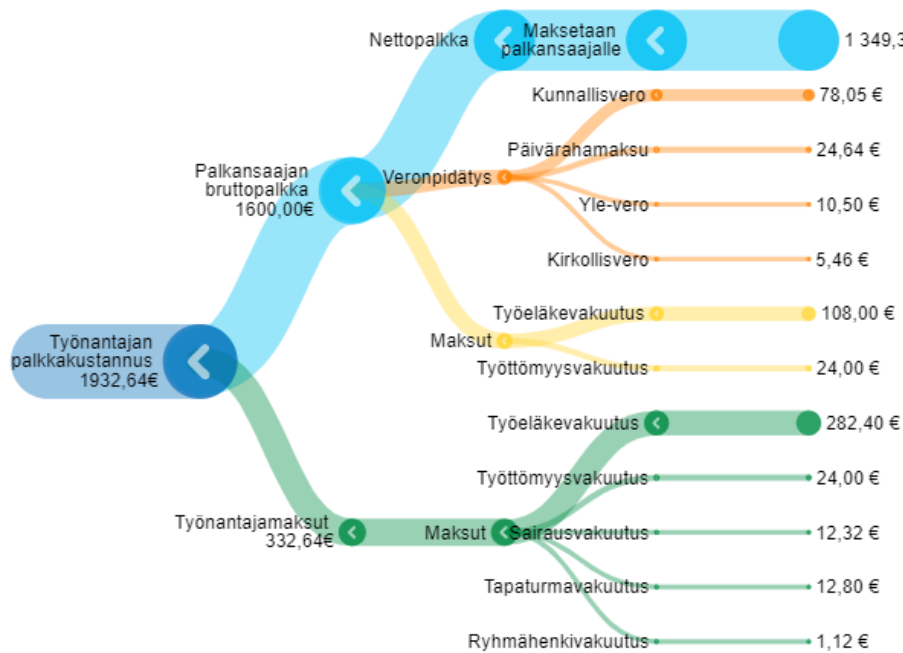 Nettopalkka
Maksetaan
palkansaajalle
1 349,3
Kunnallisvero
78,05 €
Päivärahamaksu
24,64 €
Palkansaajan
bruttopalkka
1600,00€
Veronpidätys
Yle-vero
10,50 €
Kirkollisvero
5,46 €
Työeläkevakuutus
108,00 €
Maksut
Työttömyysvakuutus
24,00 €
Työnantajan
palkkakustannus
1932,64€
Työeläkevakuutus
282,40 €
Työttömyysvakuutus
24,00 €
Työnantajamaksut
332,64€
Maksut
Sairausvakuutus
12,32 €
Tapaturmavakuutus
12,80 €
Ryhmähenkivakuutus
1,12 €